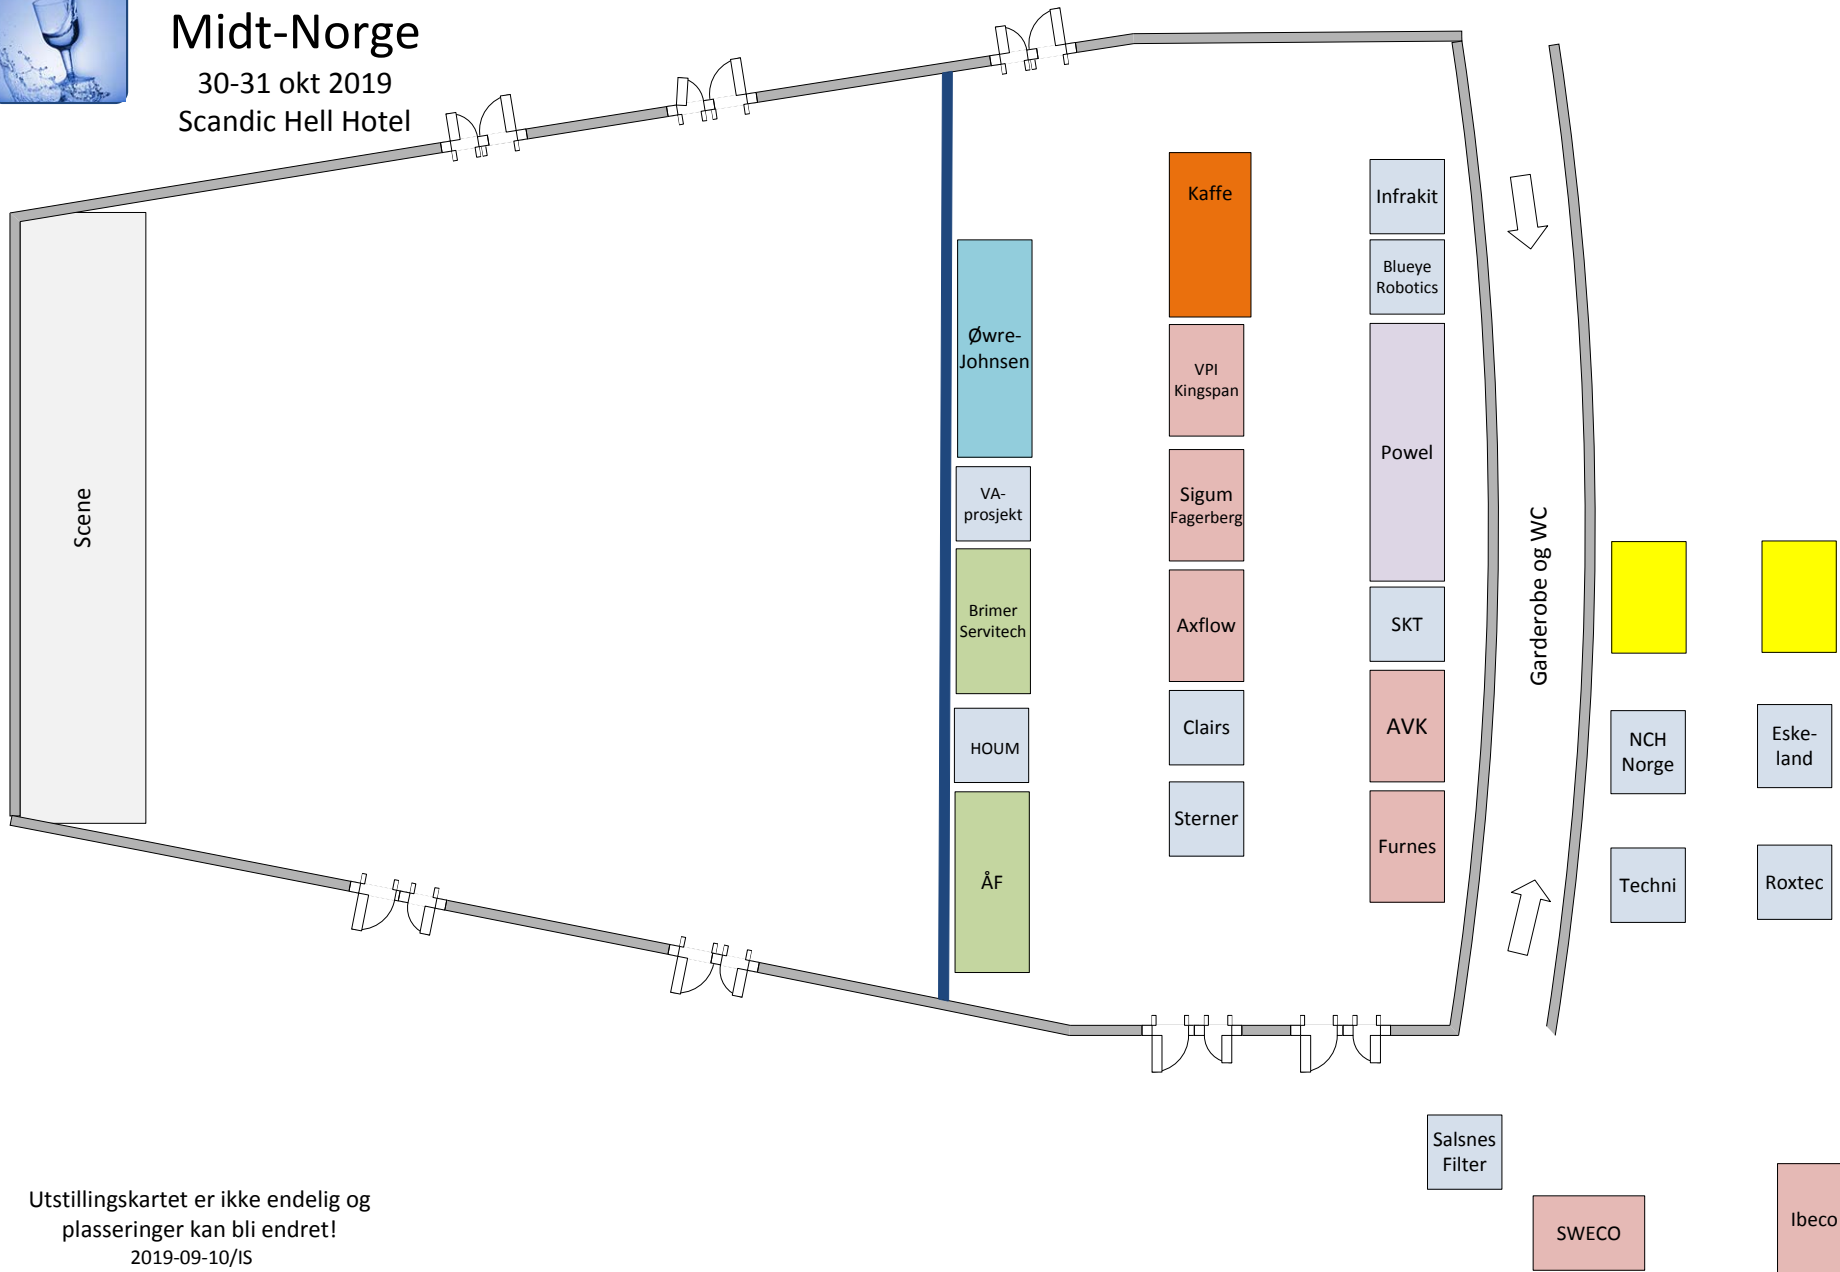 Midt-Norge
30-31 okt 2019
Scandic Hell Hotel
Scene
Øwre-
Johnsen
VA-
prosjekt
Brimer
Servitech
HOUM
ÅF
Kaffe
VPI
Kingspan
Sigum
Fagerberg
Axflow
Clairs
Sterner
Infrakit
Blueye
Robotics
Powel
SKT
AVK
Furnes
Garderobe og WC
NCH
Norge
Eske-
land
Techni
Roxtec
Salsnes
Filter
SWECO
Ibeco
Utstillingskartet er ikke endelig og
plasseringer kan bli endret!
2019-09-10/IS